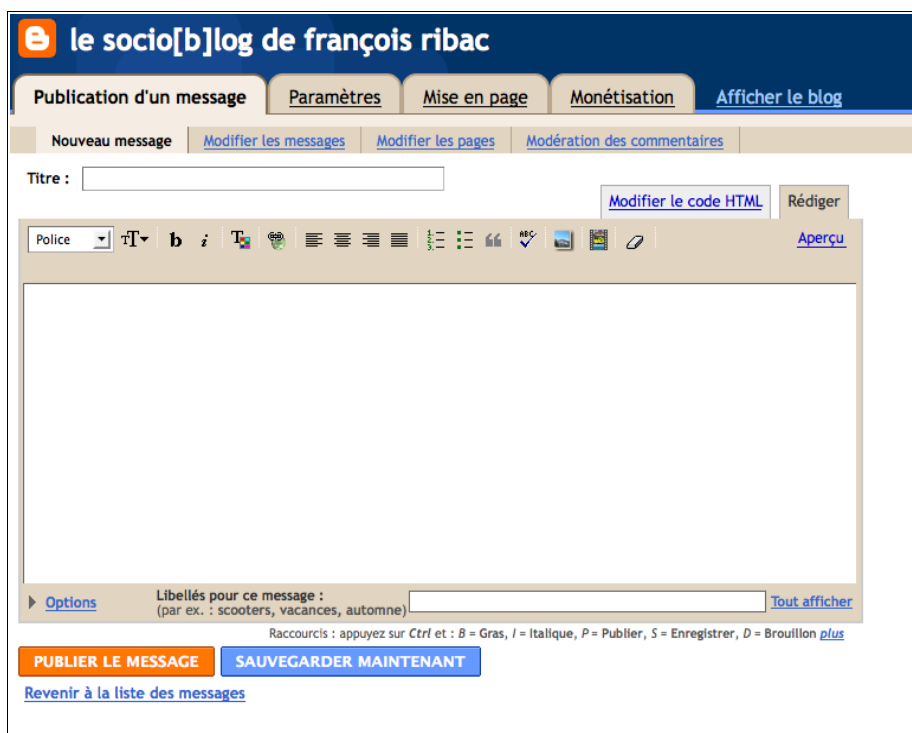 le socio[b]log de françois ribac
Publication d'un message Paramètres Mise en page Monétisation Afficher le blog
Nouveau message Modifier les messages Modifier les pages Modération des commentaires
Titre :
Modifier le code HTML Rédiger
Police Aperçu
Options Libellés pour ce message :
(par ex. : scooters, vacances, automne) Tout afficher
Raccourcis : appuyez sur Ctrl et : B = Gras, I = Italique, P = Publier, S = Enregistrer, D = Brouillon plus
PUBLIER LE MESSAGE SAUVEGARDER MAINTENANT
Revenir à la liste des messages